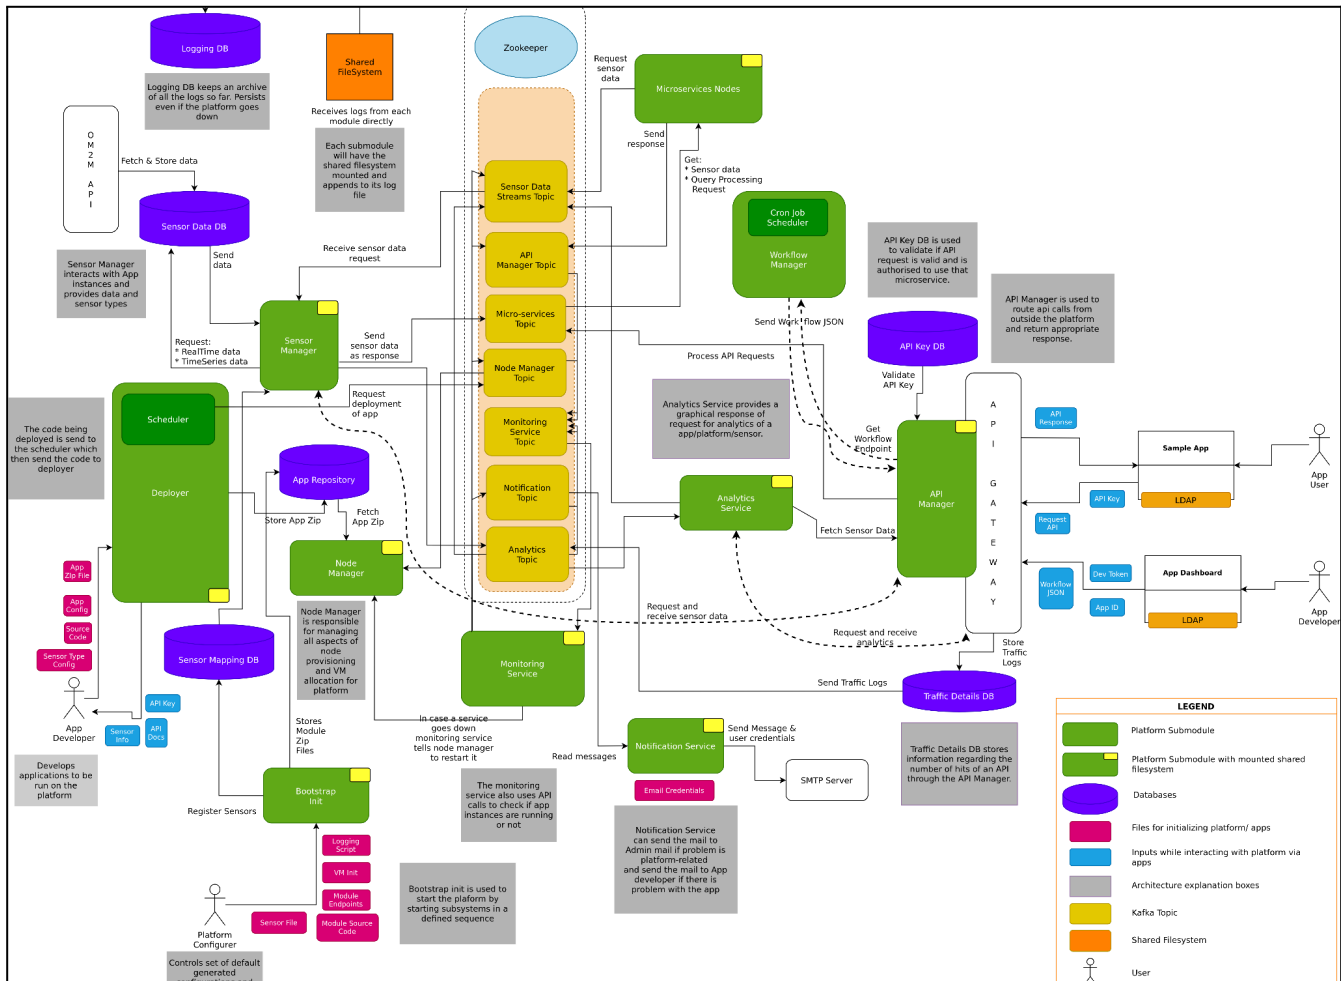 Logging DB
Logging DB keeps an archive
of all the logs so far. Persists
even if the platform goes
down
Shared
FileSystem
Receives logs from each
module directly
Each submodule
will have the
shared filesystem
mounted and
appends to its log
file
Zookeeper
Request
sensor
data
Microservices Nodes
Send
response
Get:
* Sensor data
* Query Processing
Request
O
M
2
M
A
P
I
Fetch & Store data
Sensor Data DB
Send
data
Sensor Manager
interacts with App
instances and
provides data and
sensor types
Request:
* RealTime data
* TimeSeries data
Receive sensor data
request
Sensor
Manager
Send
sensor data
as response
Sensor Data
Streams Topic
API
Manager Topic
Micro-services
Topic
Node Manager
Topic
Monitoring
Service
Topic
Notification
Topic
Analytics
Topic
Cron Job
Scheduler
Workflow
Manager
Send Work flow JSON
API Key DB is used
to validate if API
request is valid and is
authorised to use that
microservice.
API Key DB
Validate
API Key
API Manager is used to
route api calls from
outside the platform
and return appropriate
response.
Process API Requests
Analytics Service provides a
graphical response of
request for analytics of a
app/platform/sensor.
Get
Workflow
Endpoint
API
Manager
A
P
I
G
A
T
E
W
A
Y
API
Response
API Key
Request
API
Sample App
LDAP
App
User
Workflow
JSON
Dev Token
App ID
App Dashboard
LDAP
App
Developer
The code being
deployed is send to
the scheduler which
then send the code to
deployer
Scheduler
Deployer
Request
deployment
of app
App Repository
Store App Zip
Fetch
App Zip
Node
Manager
Node Manager
is responsible
for managing
all aspects of
node
provisioning
and VM
allocation for
platform
Analytics
Service
Fetch Sensor Data
Request and
receive sensor data
Request and receive
analytics
Store
Traffic
Logs
Send Traffic Logs
Traffic Details DB
Traffic Details DB stores
information regarding the
number of hits of an API
through the API Manager.
App
Zip File
App
Config
Source
Code
Sensor Type
Config
App
Developer
Develops
applications to be
run on the
platform
API Key
Sensor
Info
API
Docs
Sensor Mapping DB
Stores
Module
Zip
Files
Register Sensors
Bootstrap
Init
Monitoring
Service
In case a service
goes down
monitoring service
tells node manager
to restart it
The monitoring
service also uses API
calls to check if app
instances are running
or not
Read messages
Notification Service
Send Message &
user credentials
SMTP Server
Email Credentials
Notification Service
can send the mail to
Admin mail if problem is
platform-related
and send the mail to App
developer if there is
problem with the app
Logging
Script
VM Init
Module
Endpoints
Sensor File
Module Source
Code
Platform
Configurer
Controls set of default
generated
Bootstrap init is used to
start the plaform by
starting subsystems in a
defined sequence
LEGEND
Platform Submodule
Platform Submodule with mounted shared
filesystem
Databases
Files for initializing platform/ apps
Inputs while interacting with platform via
apps
Architecture explanation boxes
Kafka Topic
Shared Filesystem
User